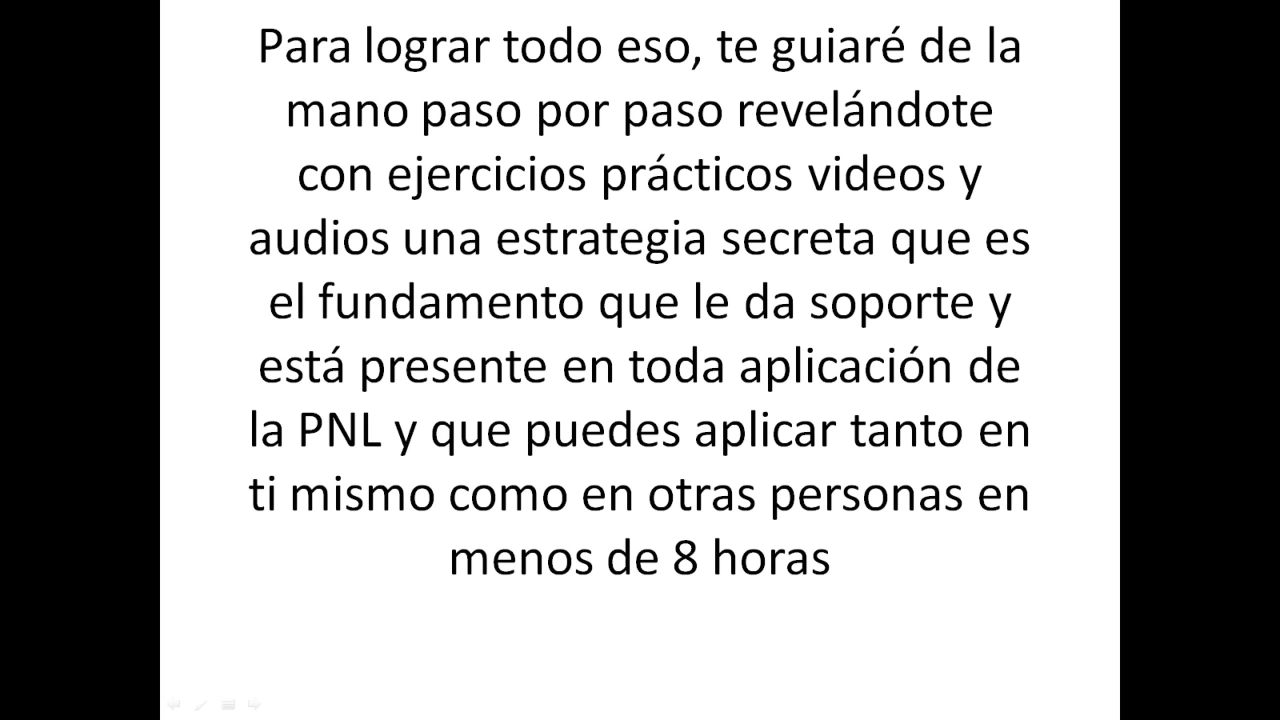 Para lograr todo eso, te guiaré de la
mano paso por paso revelándote
con ejercicios prácticos videos y
audios una estrategia secreta que es
el fundamento que le da soporte y
está presente en toda aplicación de
la PNL y que puedes aplicar tanto en
ti mismo como en otras personas en
menos de 8 horas